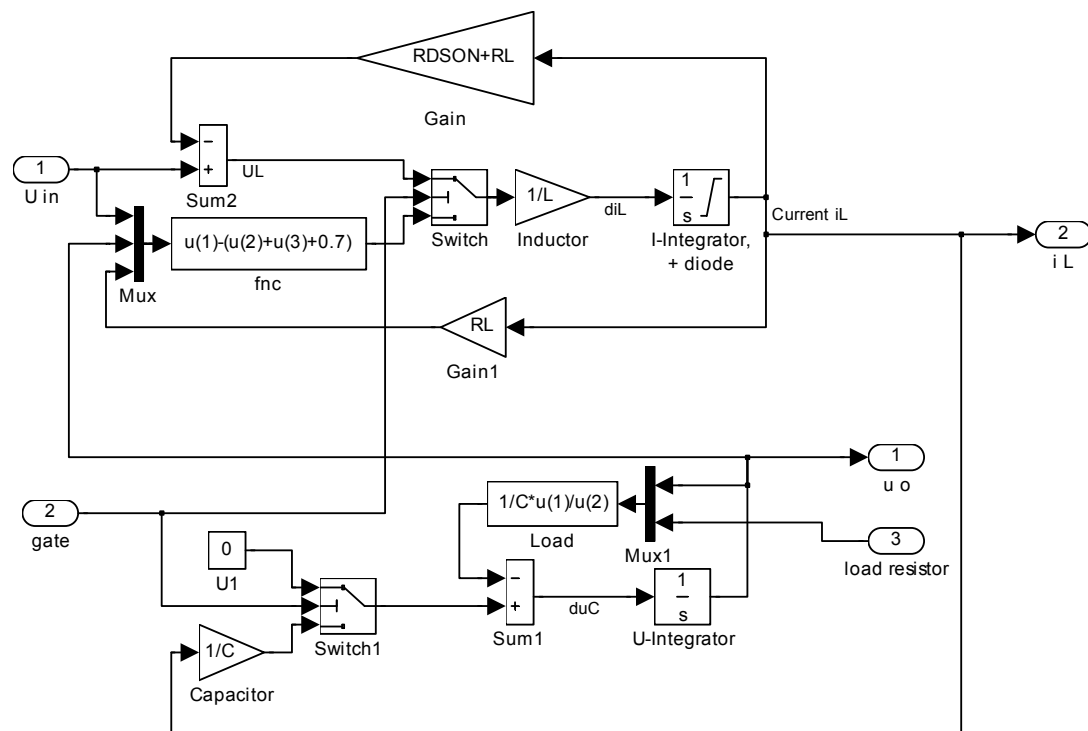 RDSON+RL
Gain
1
U in
UL
Sum2
Mux
u(1)-(u(2)+u(3)+0.7)
fnc
Switch
1/L
Inductor
diL
1
s
I-Integrator,
+ diode
Current iL
2
i L
RL
Gain1
1
u o
2
gate
0
U1
1/C*u(1)/u(2)
Load
Mux1
3
load resistor
Switch1
1/C
Capacitor
Sum1
duC
1
s
U-Integrator